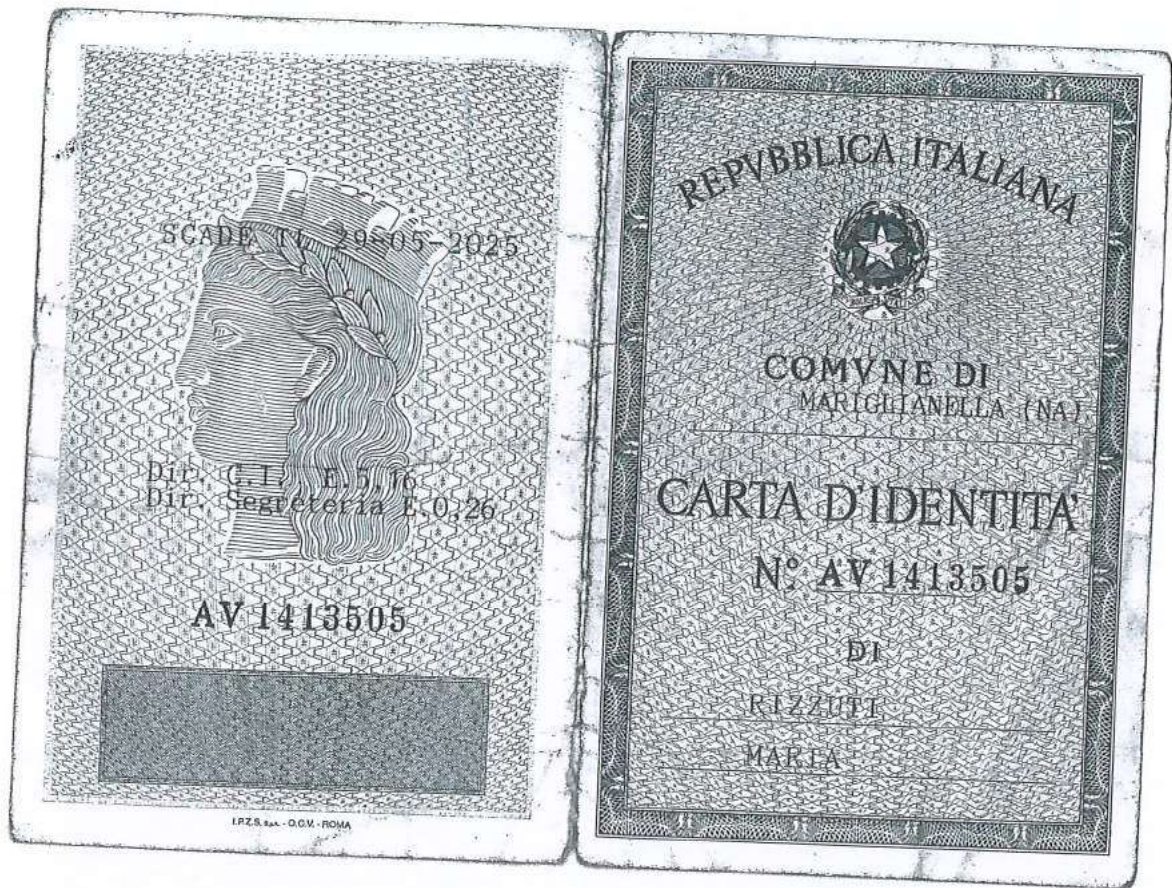 SCADE IL 29-05-2025
Dir. C.I. E.5,16
Dir. Segreteria E.0,26
AV 1413505
I.P.Z.S. S.p.A. - O.C.V. - ROMA
REPVBBLICA ITALIANA
COMVNE DI
MARIGLIANELLA (NA)
CARTA D'IDENTITA'
N° AV 1413505
DI
RIZZUTI
MARIA